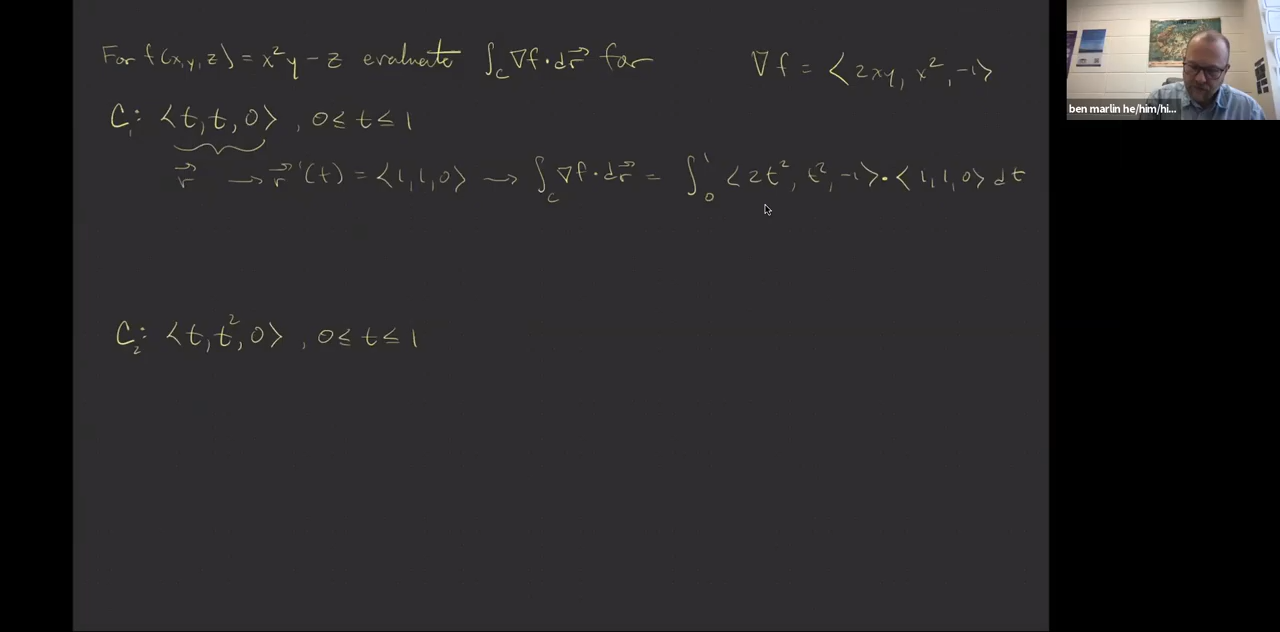 For f(x,y,z) = x²y − z evaluate ∫_C ∇f · dr⃗ for
∇f = ⟨2xy, x², −1⟩
C₁: ⟨t, t, 0⟩ , 0 ≤ t ≤ 1
r⃗ → r⃗'(t) = ⟨1, 1, 0⟩ → ∫_C ∇f · dr⃗ = ∫₀¹ ⟨2t², t², −1⟩ · ⟨1, 1, 0⟩ dt
C₂: ⟨t, t², 0⟩ , 0 ≤ t ≤ 1
ben marlin he/him/hi...